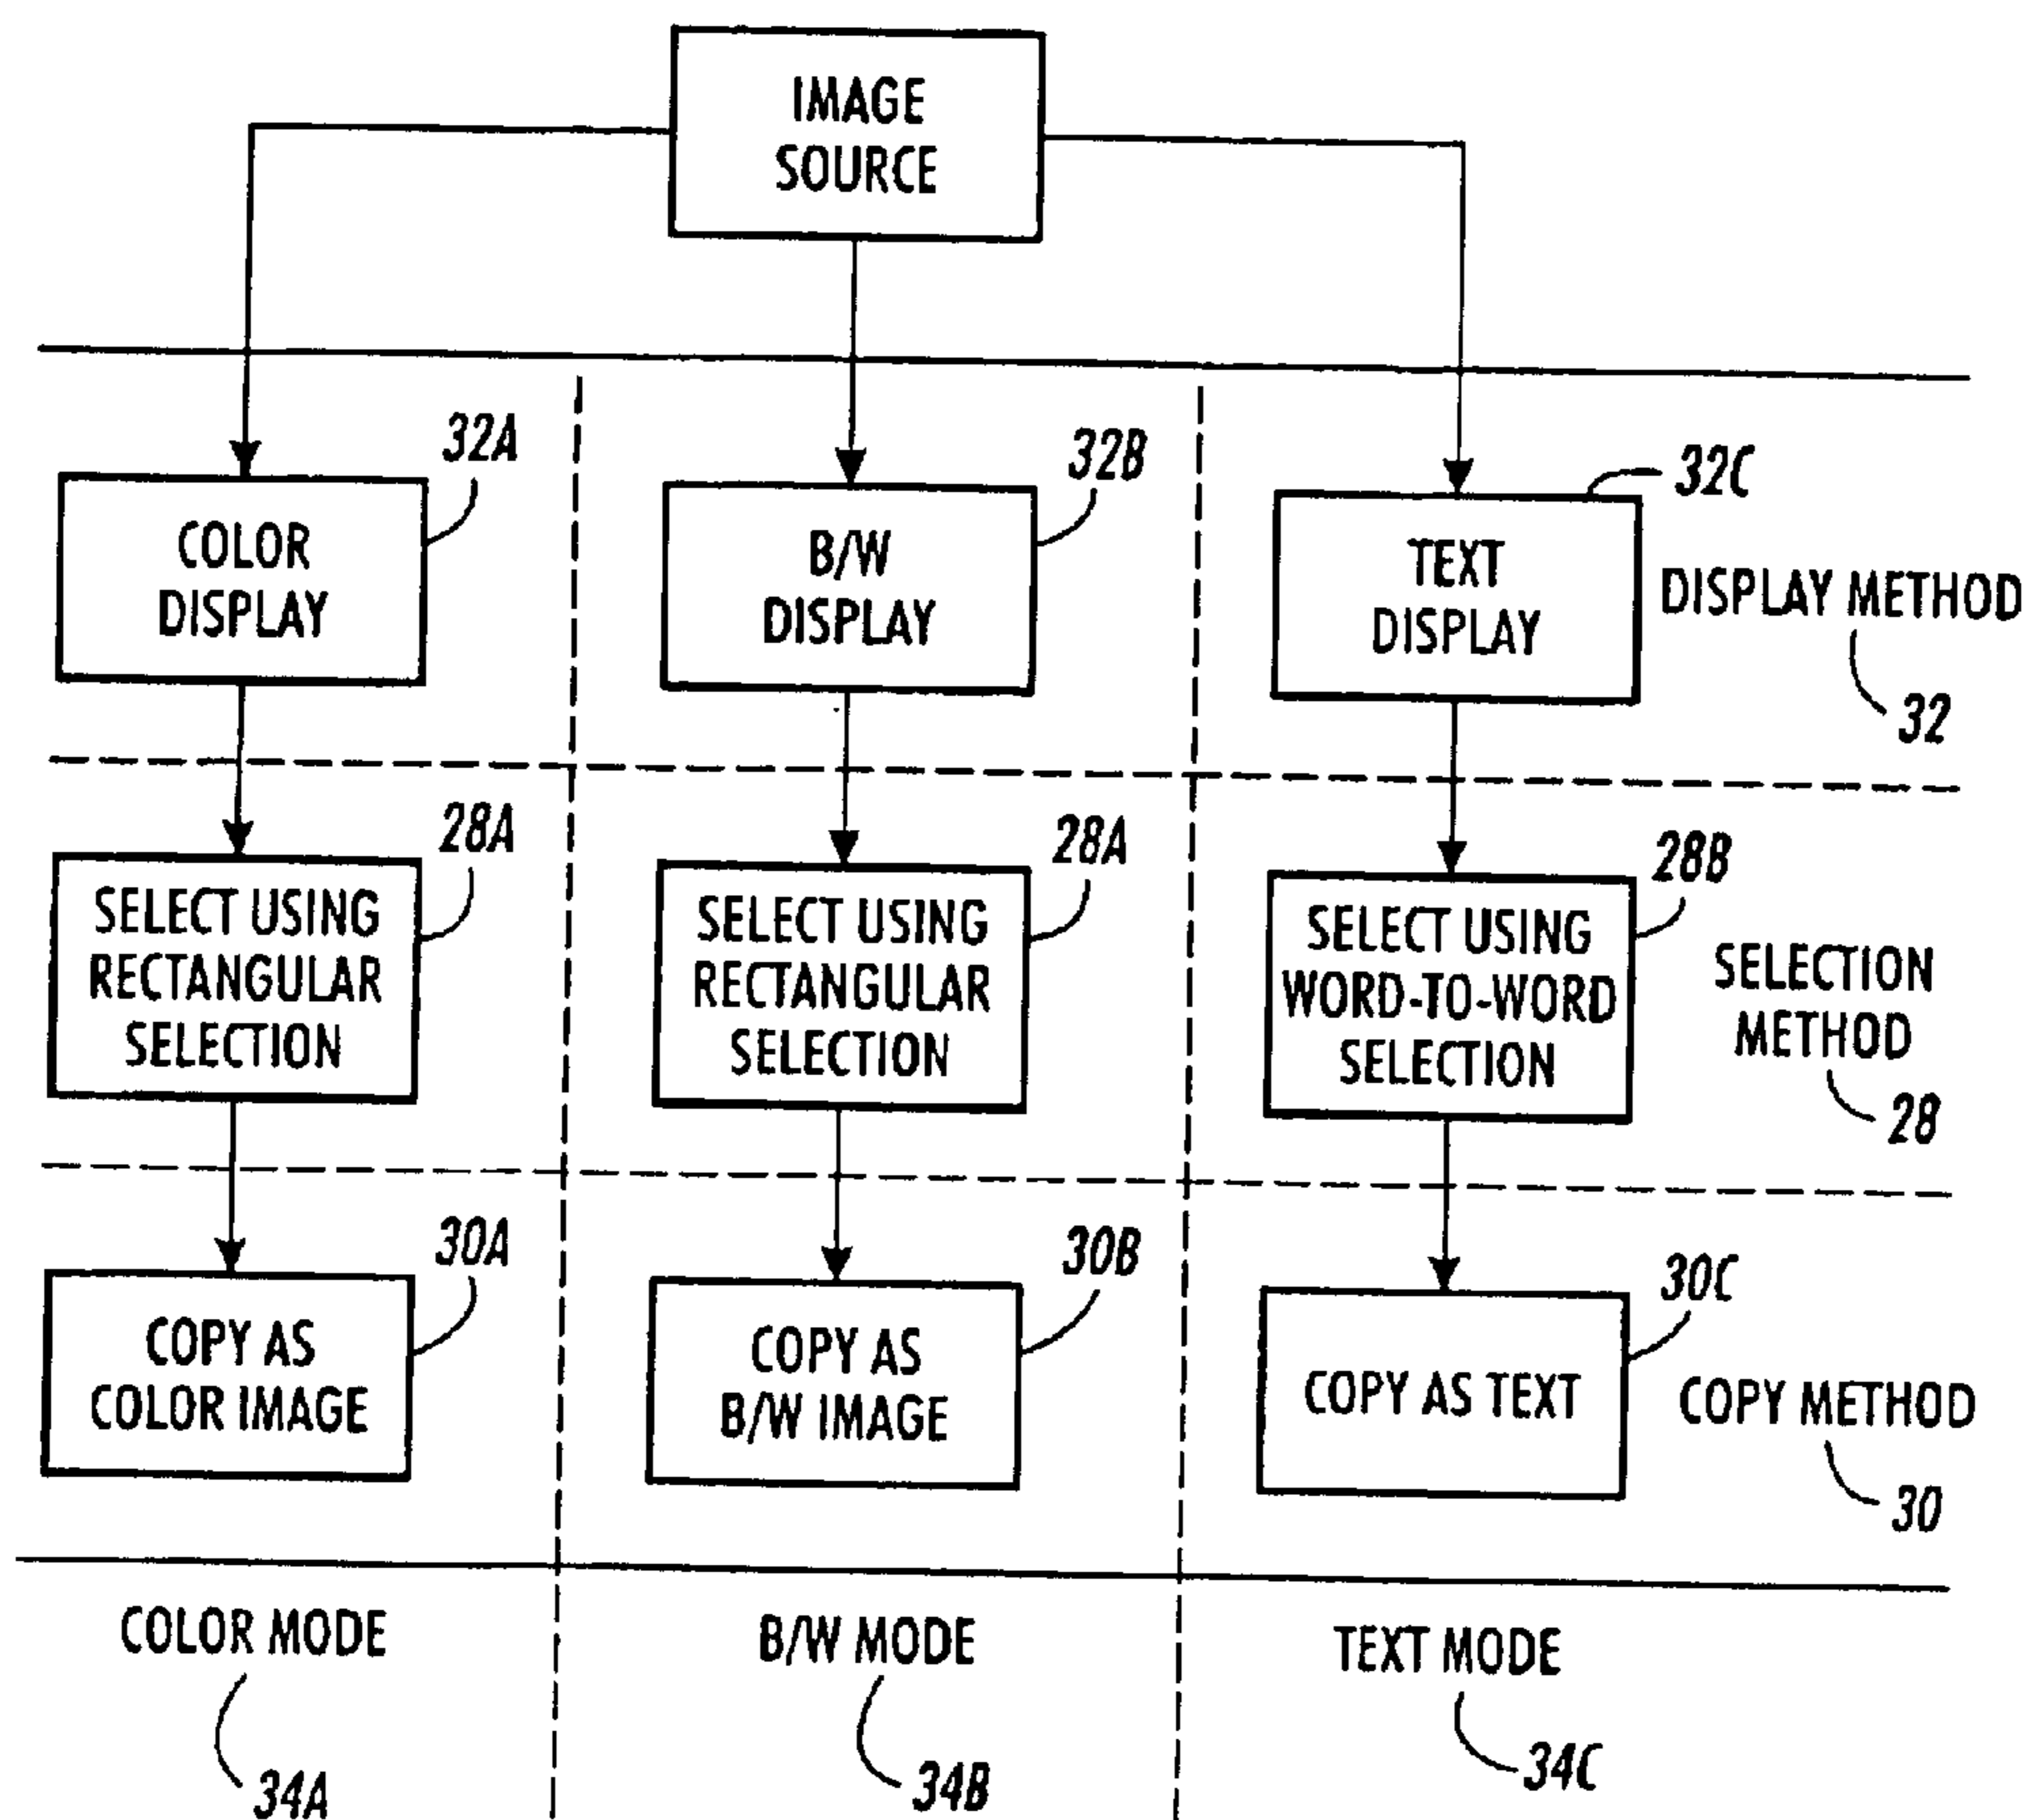 IMAGE
SOURCE
32A
32B
32C
COLOR
DISPLAY
B/W
DISPLAY
TEXT
DISPLAY
DISPLAY METHOD
32
28A
28A
28B
SELECT USING
RECTANGULAR
SELECTION
SELECT USING
RECTANGULAR
SELECTION
SELECT USING
WORD-TO-WORD
SELECTION
SELECTION
METHOD
28
30A
30B
30C
COPY AS
COLOR IMAGE
COPY AS
B/W IMAGE
COPY AS TEXT
COPY METHOD
30
COLOR MODE
B/W MODE
TEXT MODE
34A
34B
34C